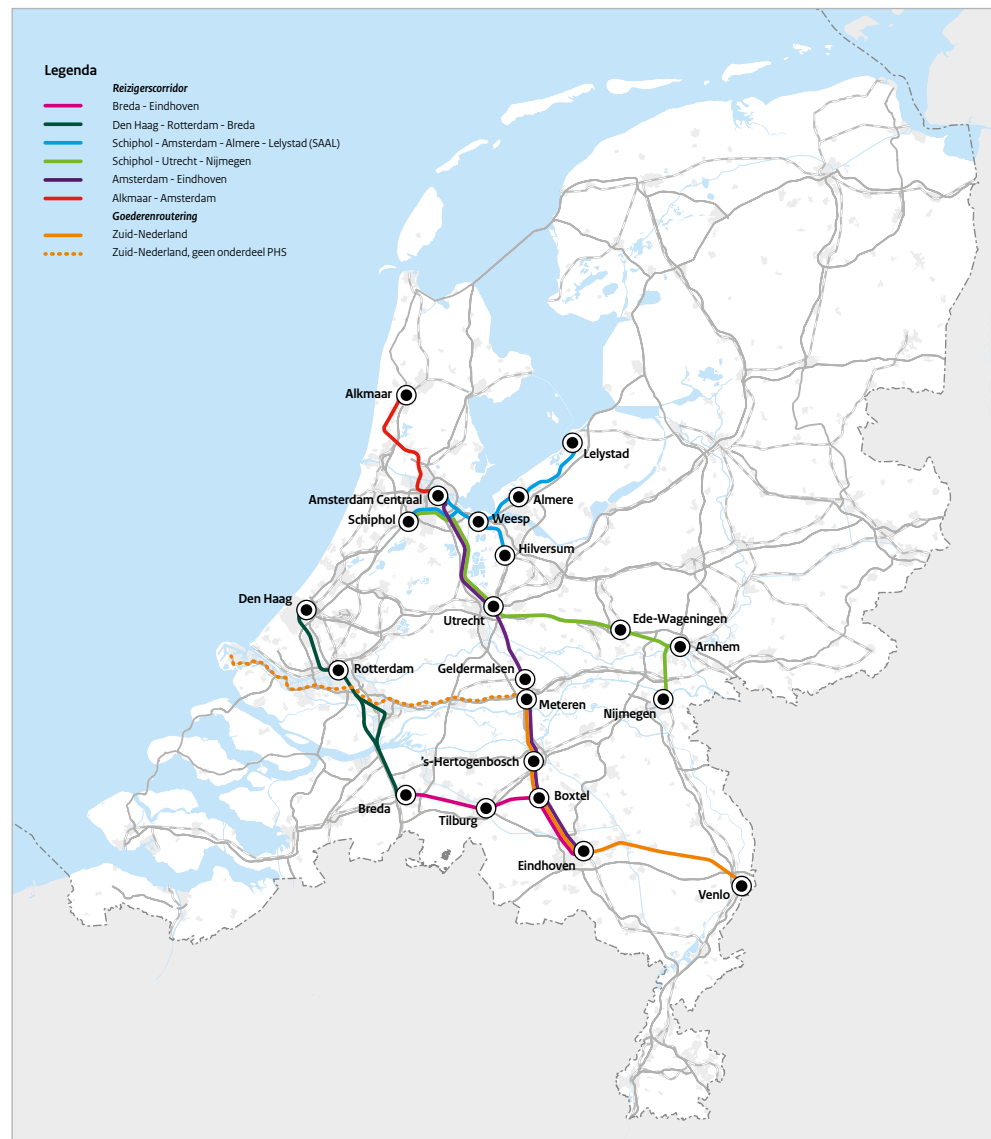 Legenda
Reizigerscorridor
Breda - Eindhoven
Den Haag - Rotterdam - Breda
Schiphol - Amsterdam - Almere - Lelystad (SAAL)
Schiphol - Utrecht - Nijmegen
Amsterdam - Eindhoven
Alkmaar - Amsterdam
Goederenroutering
Zuid-Nederland
Zuid-Nederland, geen onderdeel PHS
Alkmaar
Lelystad
Amsterdam Centraal
Almere
Schiphol
Weesp
Hilversum
Den Haag
Utrecht
Ede-Wageningen
Arnhem
Rotterdam
Geldermalsen
Meteren
Nijmegen
's-Hertogenbosch
Boxtel
Breda
Tilburg
Eindhoven
Venlo